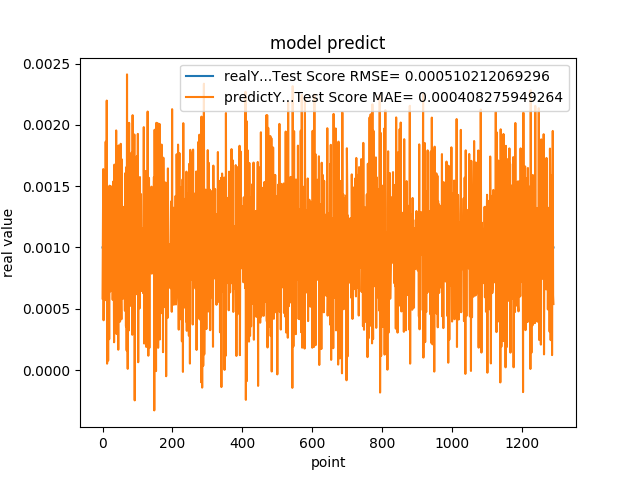 model predict
realY...Test Score RMSE= 0.000510212069296
predictY...Test Score MAE= 0.000408275949264
0.0025
0.0020
0.0015
0.0010
0.0005
0.0000
real value
0 200 400 600 800 1000 1200
point